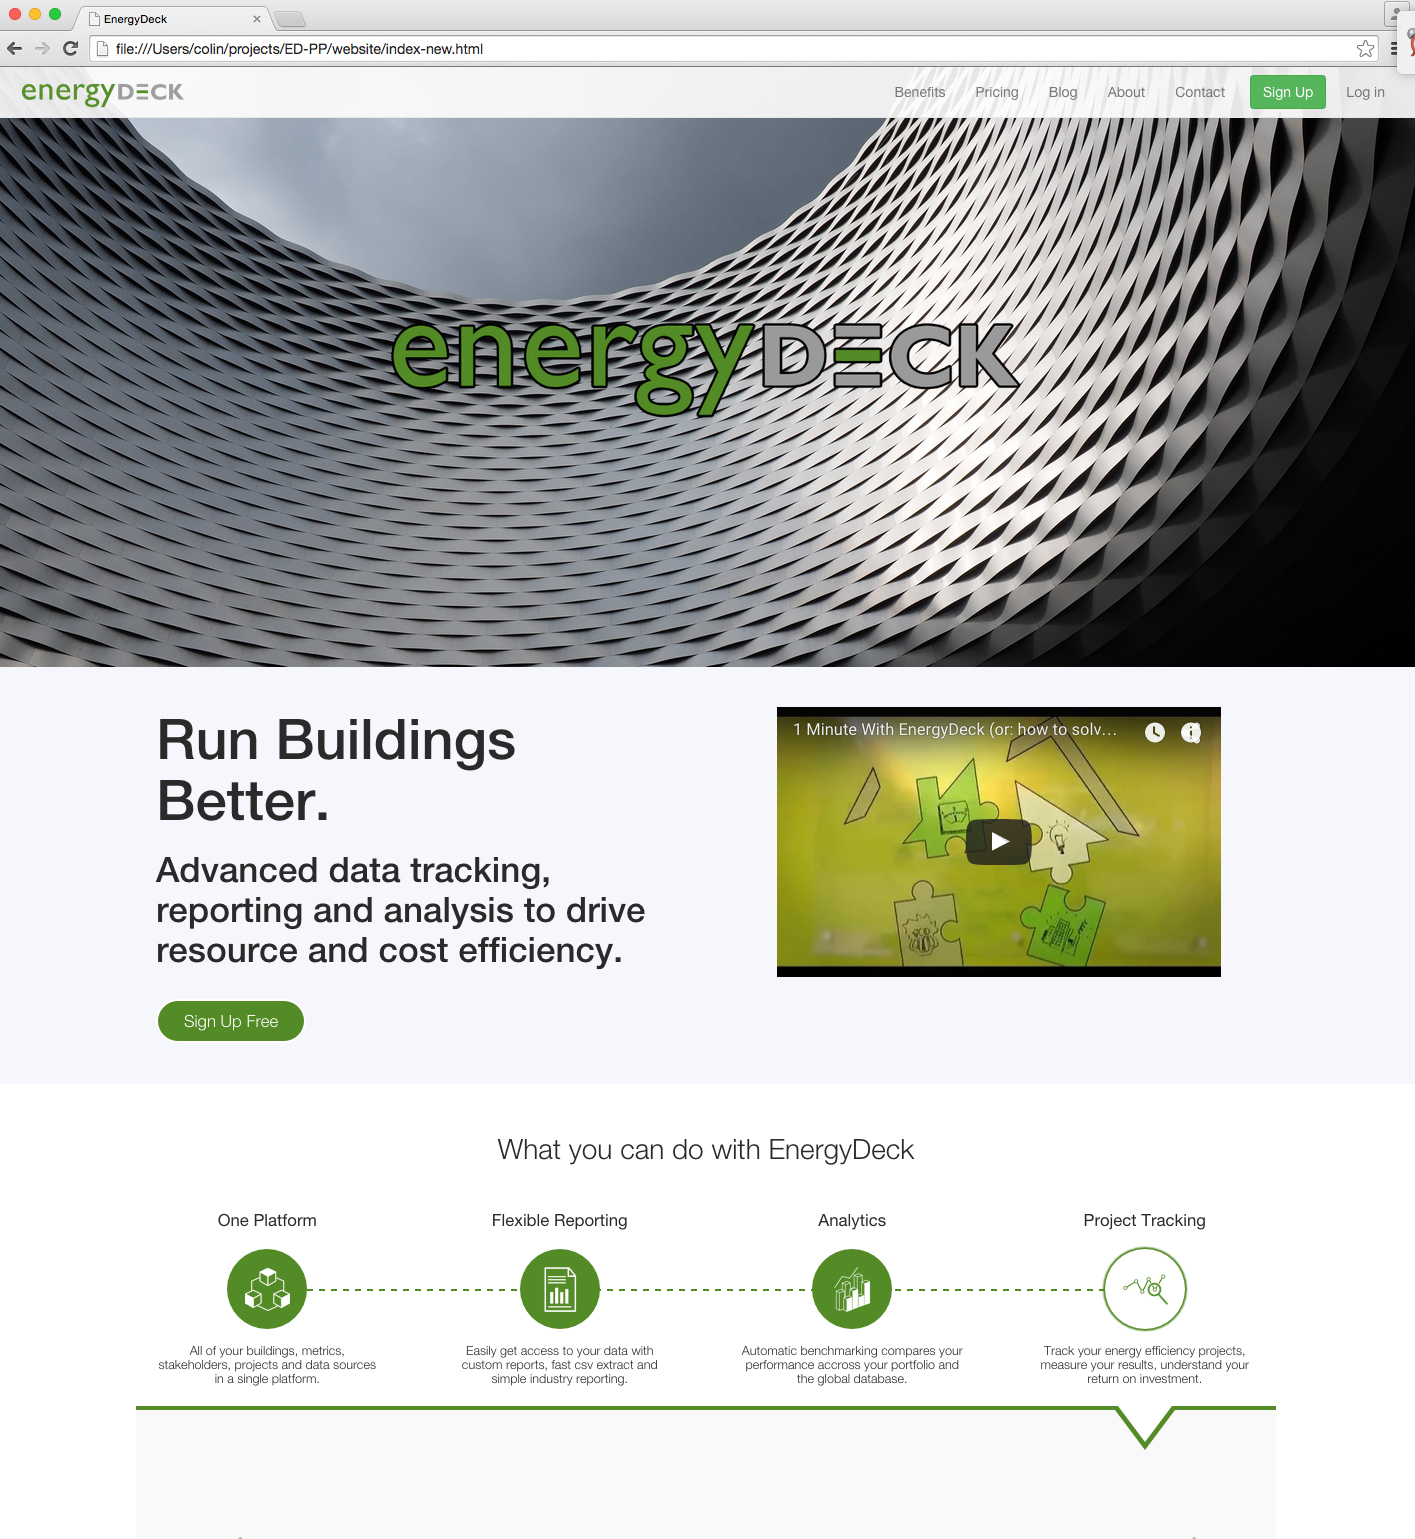 EnergyDeck
file:///Users/colin/projects/ED-PP/website/index-new.html
energyDECK
Benefits
Pricing
Blog
About
Contact
Sign Up
Log in
energyDECK
Run Buildings
Better.
Advanced data tracking,
reporting and analysis to drive
resource and cost efficiency.
Sign Up Free
1 Minute With EnergyDeck (or: how to solv...
What you can do with EnergyDeck
One Platform
All of your buildings, metrics,
stakeholders, projects and data sources
in a single platform.
Flexible Reporting
Easily get access to your data with
custom reports, fast csv extract and
simple industry reporting.
Analytics
Automatic benchmarking compares your
performance accross your portfolio and
the global database.
Project Tracking
Track your energy efficiency projects,
measure your results, understand your
return on investment.